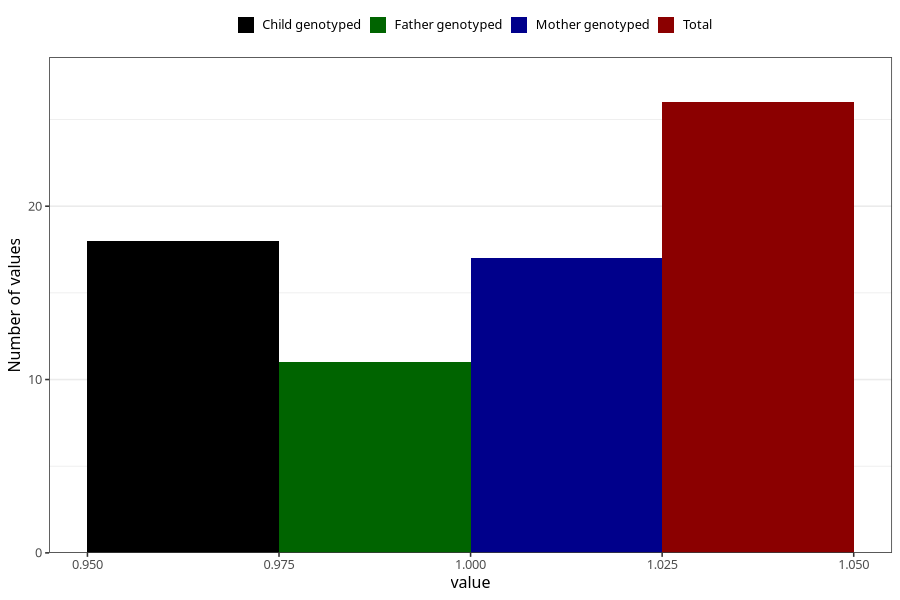 Child genotyped Father genotyped Mother genotyped Total
Number of values
20
10
0
0.950 0.975 1.000 1.025 1.050
value